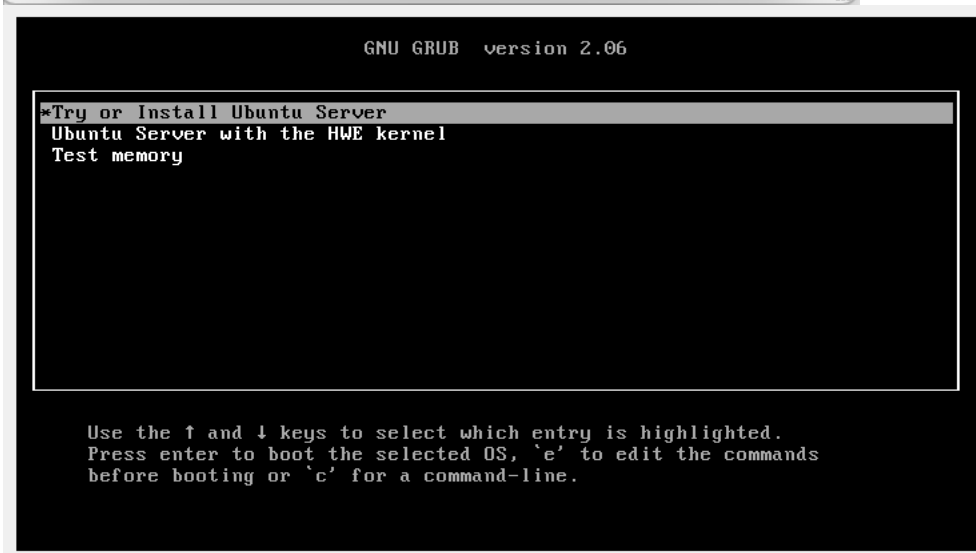 GNU GRUB version 2.06
*Try or Install Ubuntu Server
Ubuntu Server with the HWE kernel
Test memory
Use the ↑ and ↓ keys to select which entry is highlighted.
Press enter to boot the selected OS, `e' to edit the commands
before booting or `c' for a command-line.